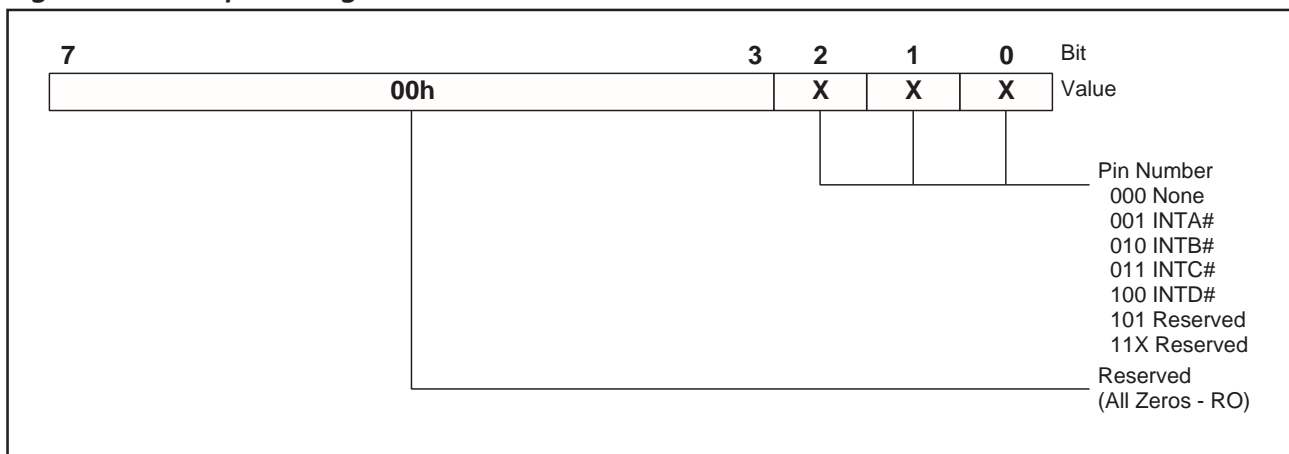 7 3 2 1 0 Bit
00h X X X Value
Pin Number
000 None
001 INTA#
010 INTB#
011 INTC#
100 INTD#
101 Reserved
11X Reserved
Reserved
(All Zeros - RO)